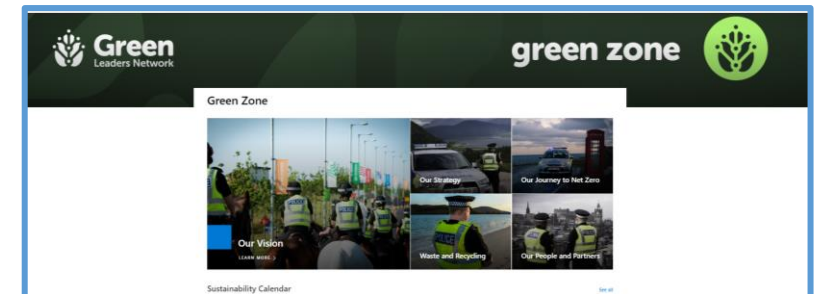 Green
Leaders Network
green zone
Green Zone
Our Vision
LEARN MORE
Our Strategy
Our Journey to Net Zero
Waste and Recycling
Our People and Partners
Sustainability Calendar
See all